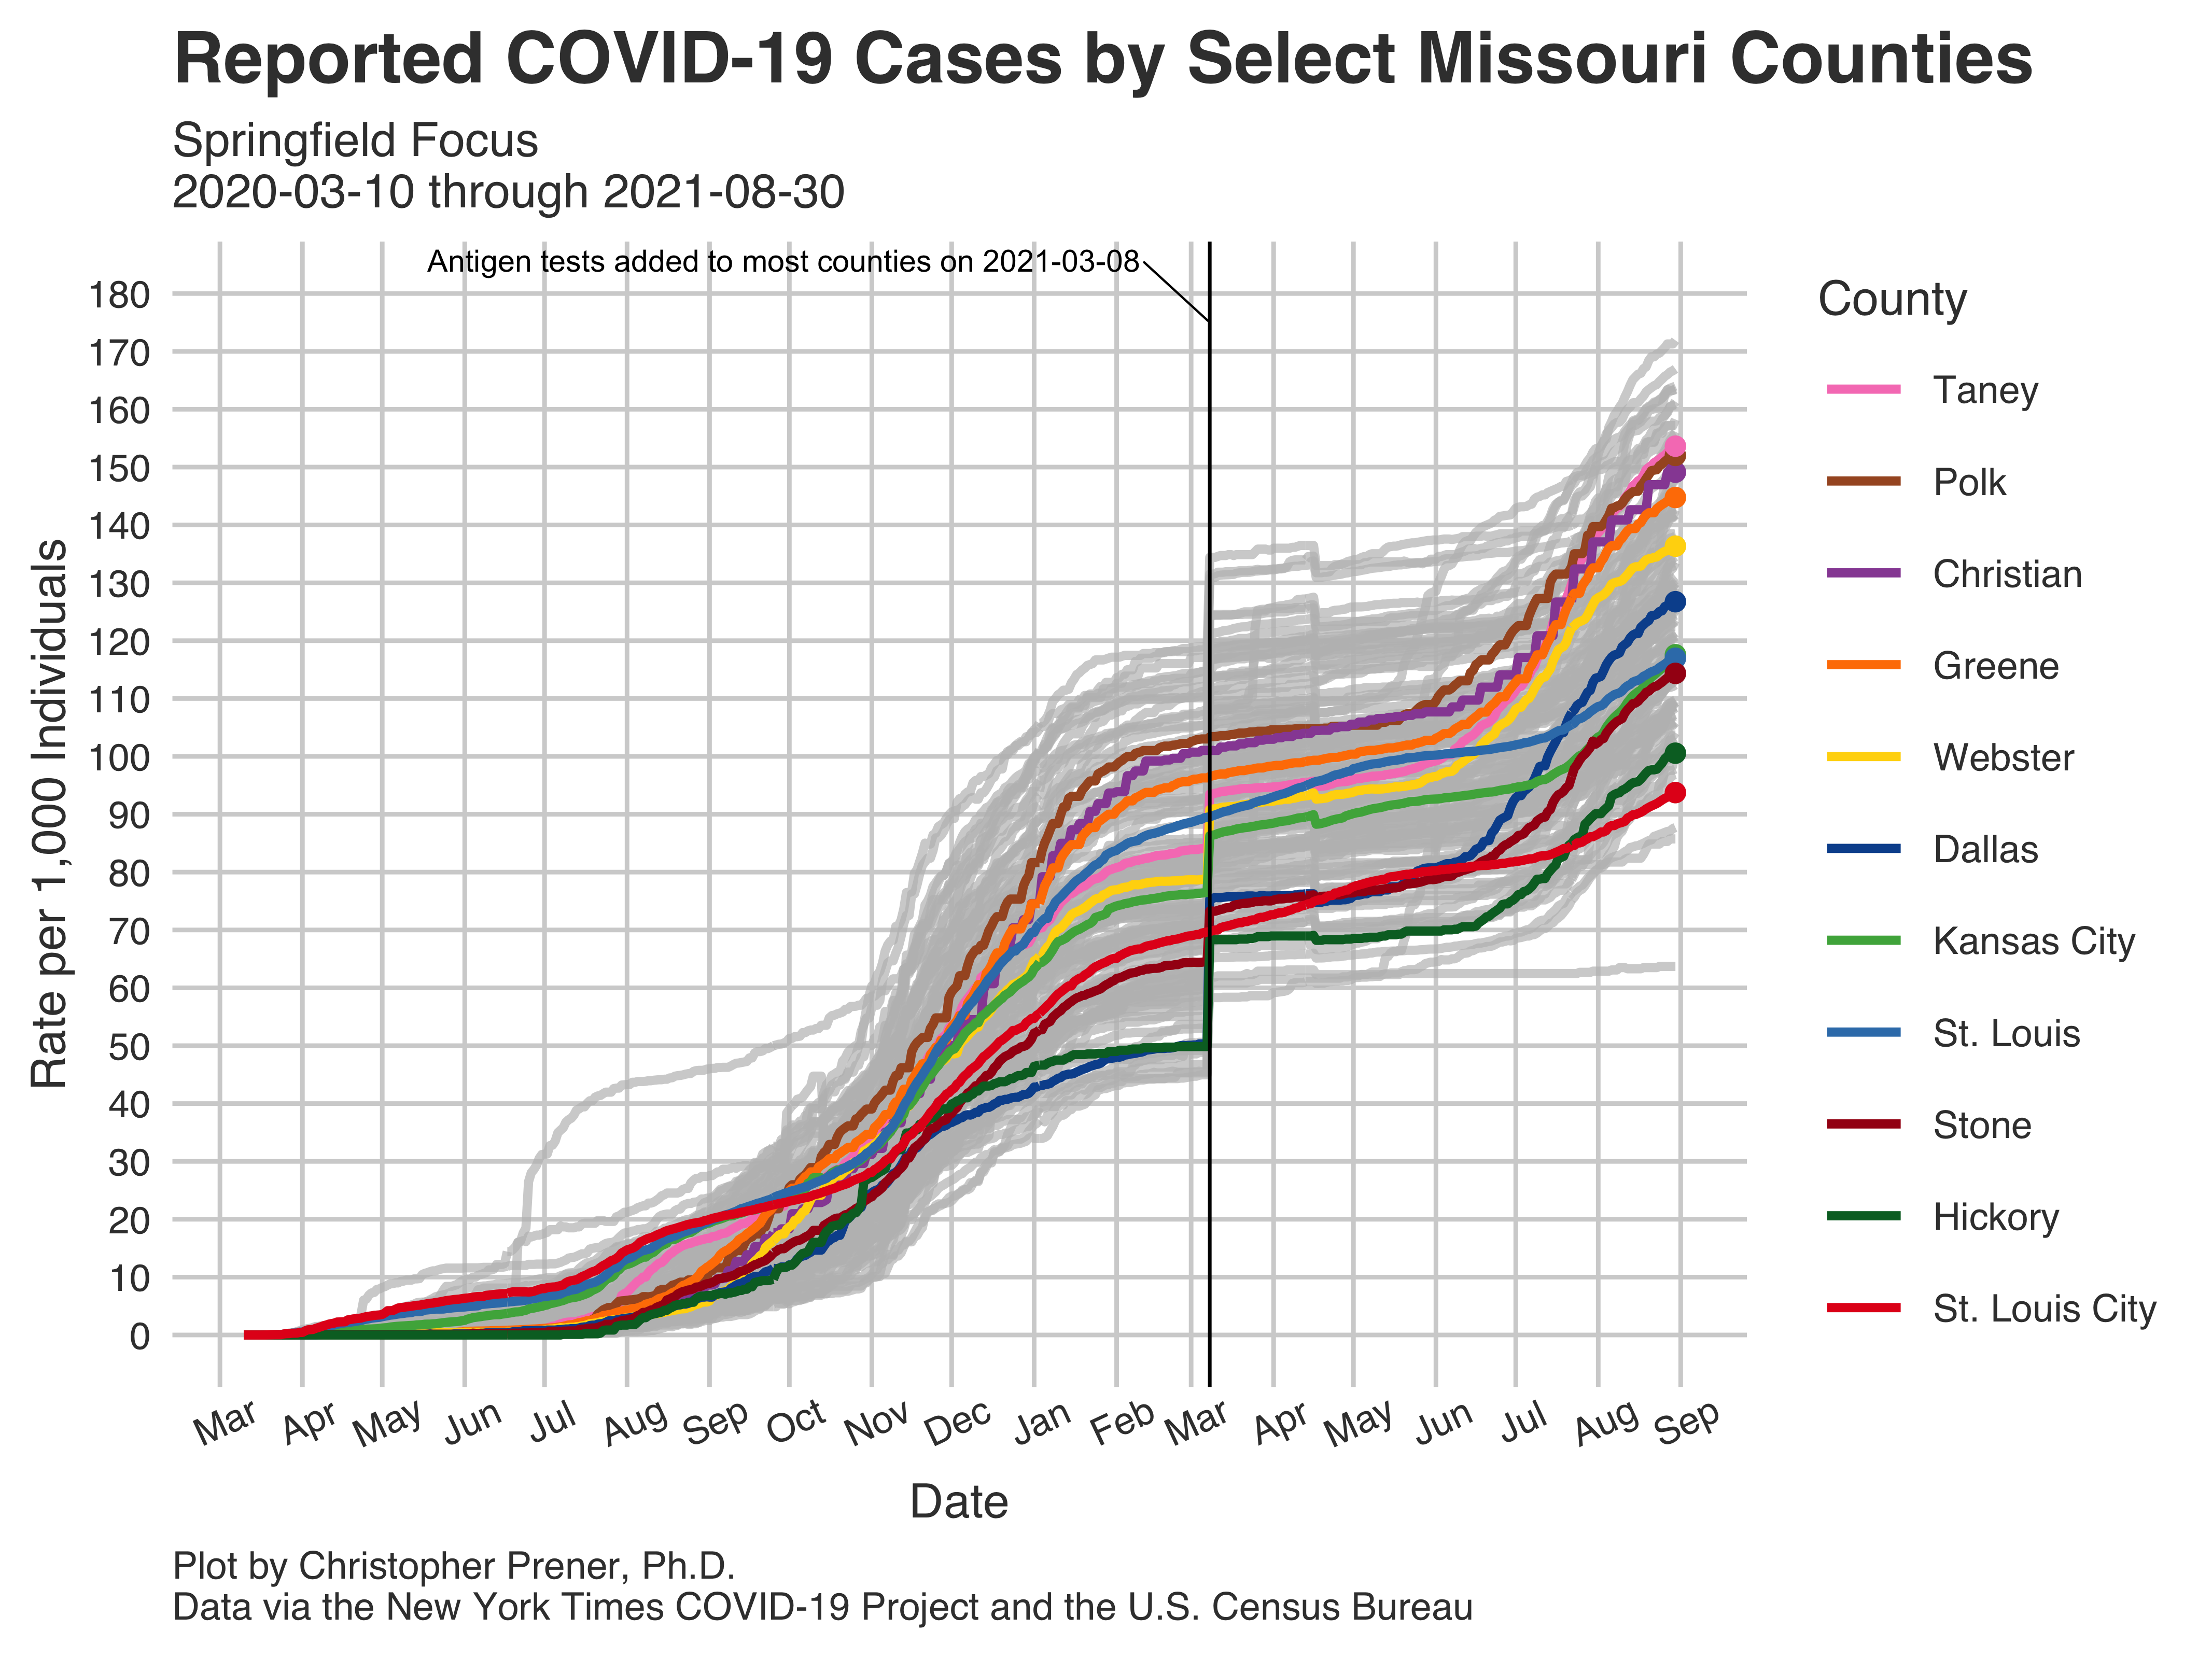 Reported COVID-19 Cases by Select Missouri Counties
Springfield Focus
2020-03-10 through 2021-08-30
Antigen tests added to most counties on 2021-03-08
180
170
160
150
140
130
120
110
100
90
80
70
60
50
40
30
20
10
0
Rate per 1,000 Individuals
Mar Apr May Jun Jul Aug Sep Oct Nov Dec Jan Feb Mar Apr May Jun Jul Aug Sep
Date
County
Taney
Polk
Christian
Greene
Webster
Dallas
Kansas City
St. Louis
Stone
Hickory
St. Louis City
Plot by Christopher Prener, Ph.D.
Data via the New York Times COVID-19 Project and the U.S. Census Bureau